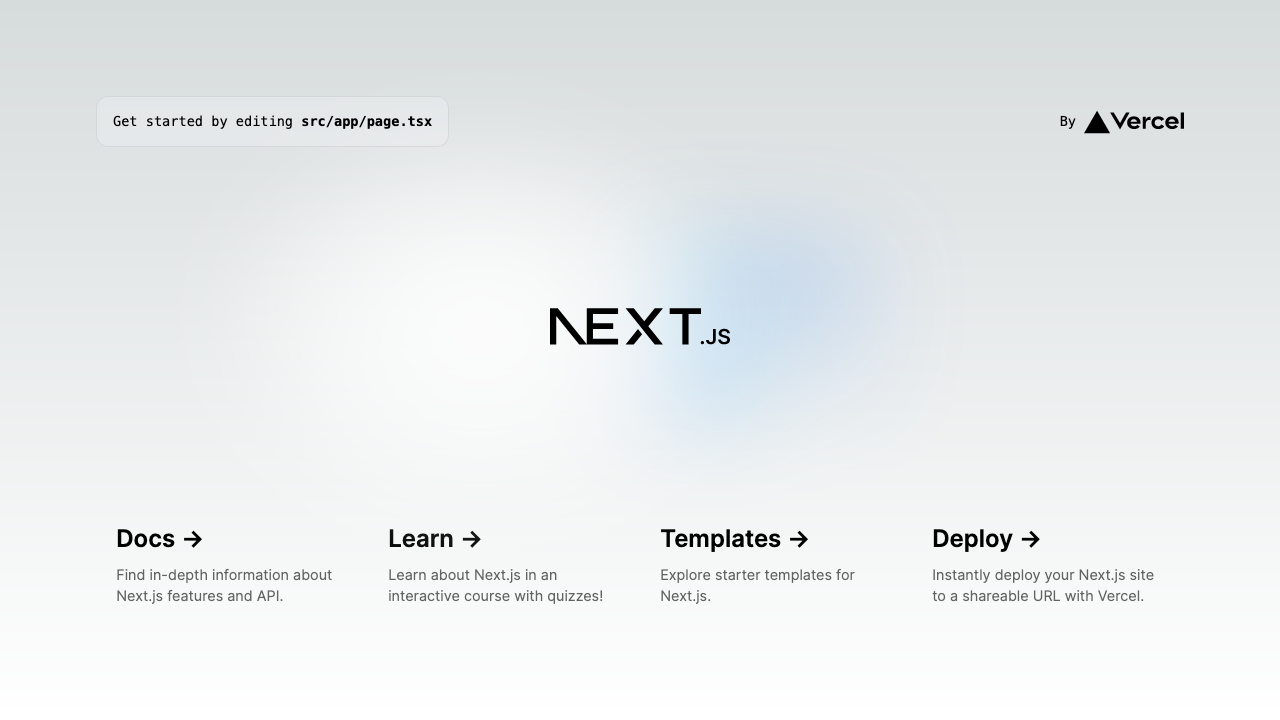 Get started by editing src/app/page.tsx
By Vercel
NEXT.JS
Docs →
Find in-depth information about
Next.js features and API.
Learn →
Learn about Next.js in an
interactive course with quizzes!
Templates →
Explore starter templates for
Next.js.
Deploy →
Instantly deploy your Next.js site
to a shareable URL with Vercel.